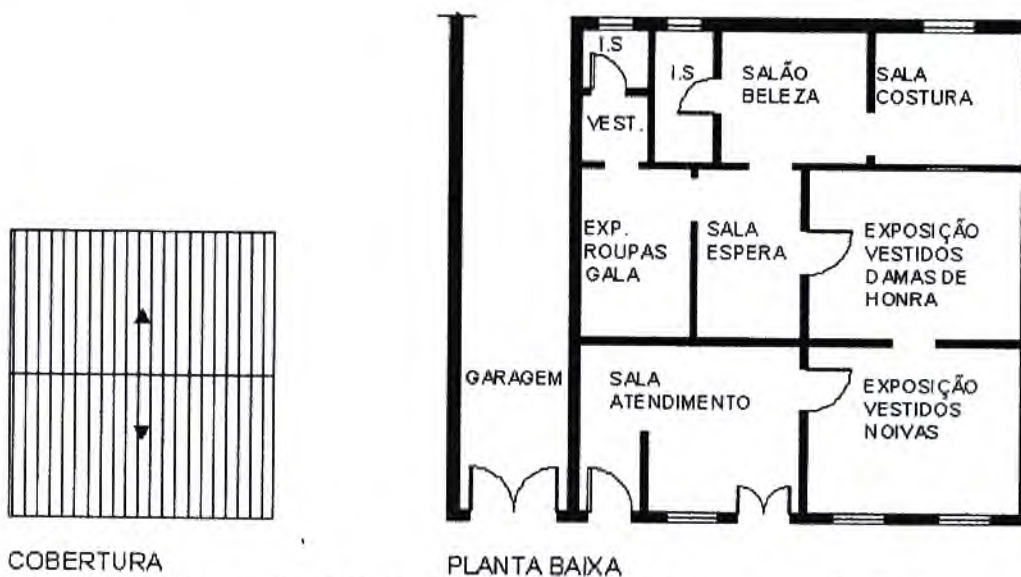 I.S
I.S
SALÃO
BELEZA
SALA
COSTURA
VEST.
EXP.
ROUPAS
GALA
SALA
ESPERA
EXPOSIÇÃO
VESTIDOS
DAMAS DE
HONRA
GARAGEM
SALA
ATENDIMENTO
EXPOSIÇÃO
VESTIDOS
NOIVAS
COBERTURA
PLANTA BAIXA